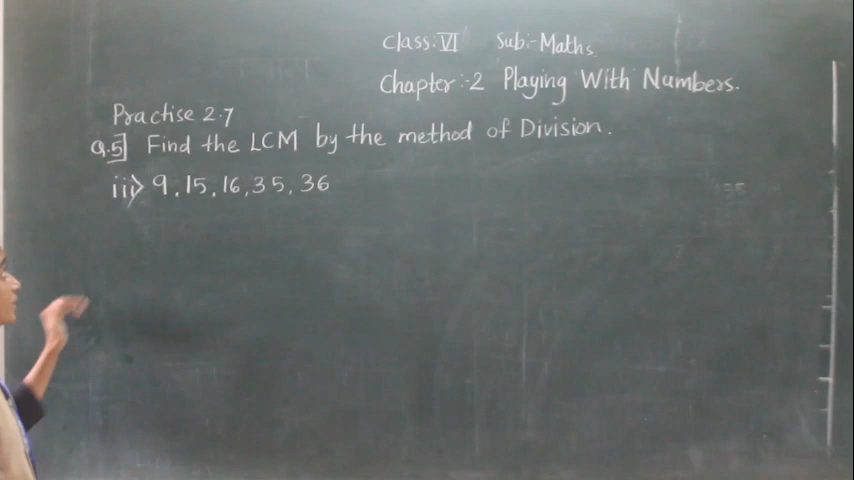 Class:VI Sub:-Maths
Chapter:-2 Playing With Numbers.
Practise 2.7
Q.5] Find the LCM by the method of Division.
iii> 9, 15, 16, 35, 36